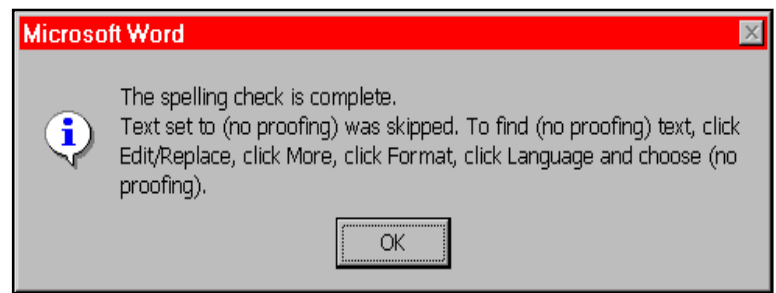 Microsoft Word
The spelling check is complete.
Text set to (no proofing) was skipped. To find (no proofing) text, click
Edit/Replace, click More, click Format, click Language and choose (no
proofing).
OK